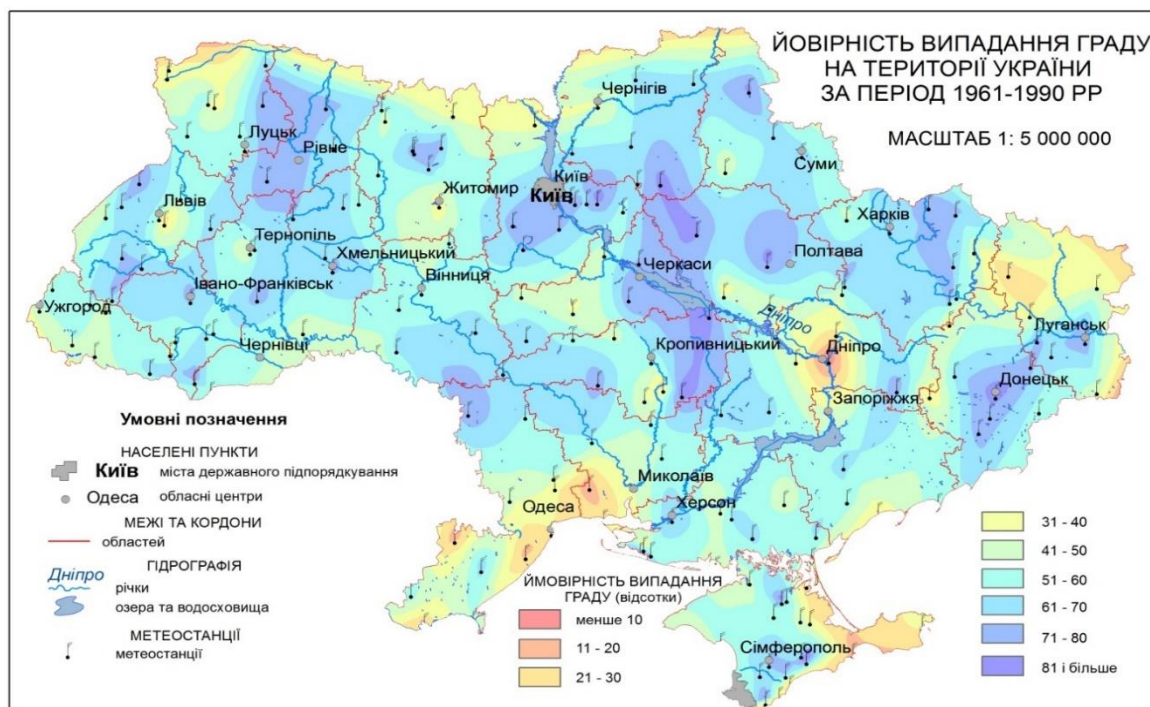 ЙОВІРНІСТЬ ВИПАДАННЯ ГРАДУ
НА ТЕРИТОРІЇ УКРАЇНИ
ЗА ПЕРІОД 1961-1990 РР
МАСШТАБ 1: 5 000 000
Чернігів
Луцьк
Рівне
Суми
Київ
Київ
Житомир
Львів
Харків
Тернопіль
Хмельницький
Полтава
Черкаси
Вінниця
Івано-Франківськ
Ужгород
Дніпро
Луганськ
Чернівці
Кропивницький
Дніпро
Донецьк
Запоріжжя
Миколаїв
Одеса
Херсон
Сімферополь
Умовні позначення
НАСЕЛЕНІ ПУНКТИ
Київ міста державного підпорядкування
Одеса обласні центри
МЕЖІ ТА КОРДОНИ
областей
Дніпро ГІДРОГРАФІЯ
річки
озера та водосховища
МЕТЕОСТАНЦІЇ
метеостанції
ЙМОВІРНІСТЬ ВИПАДАННЯ
ГРАДУ (відсотки)
менше 10
11 - 20
21 - 30
31 - 40
41 - 50
51 - 60
61 - 70
71 - 80
81 і більше